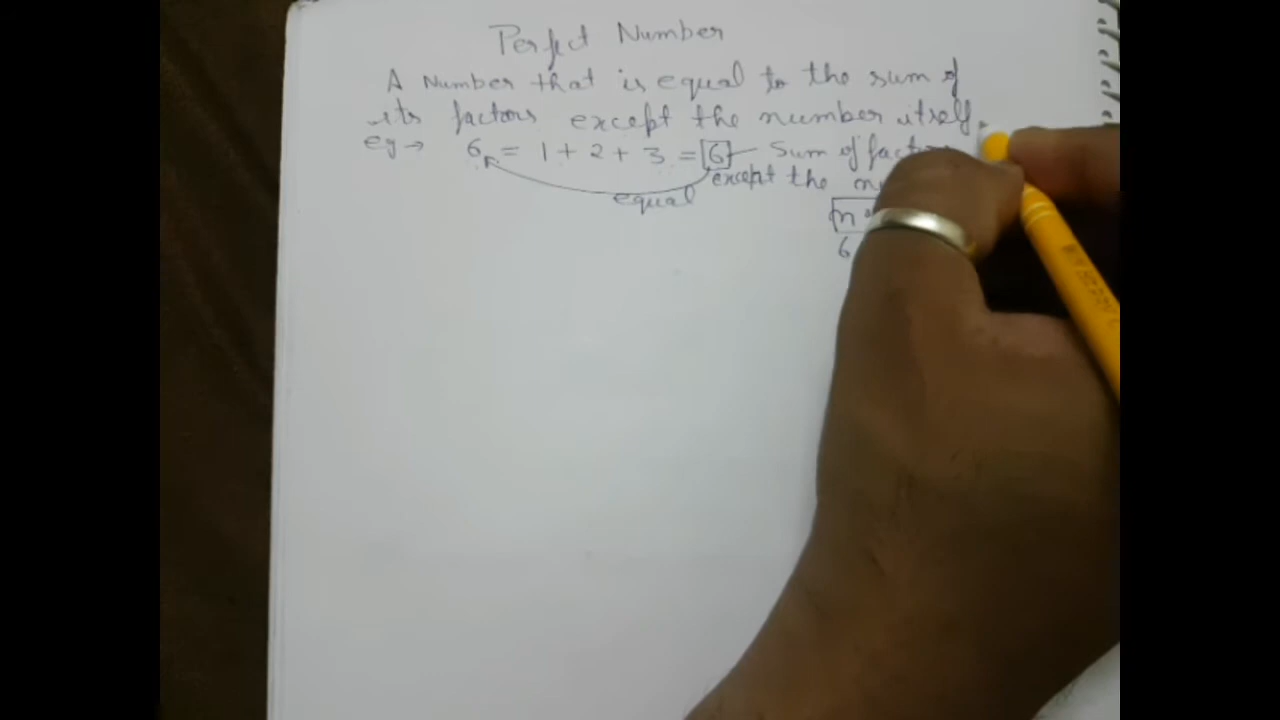 Perfect Number
A Number that is equal to the sum of
its factors except the number itself.
eg → 6 = 1 + 2 + 3 = 6 — Sum of
except the
equal
n
6